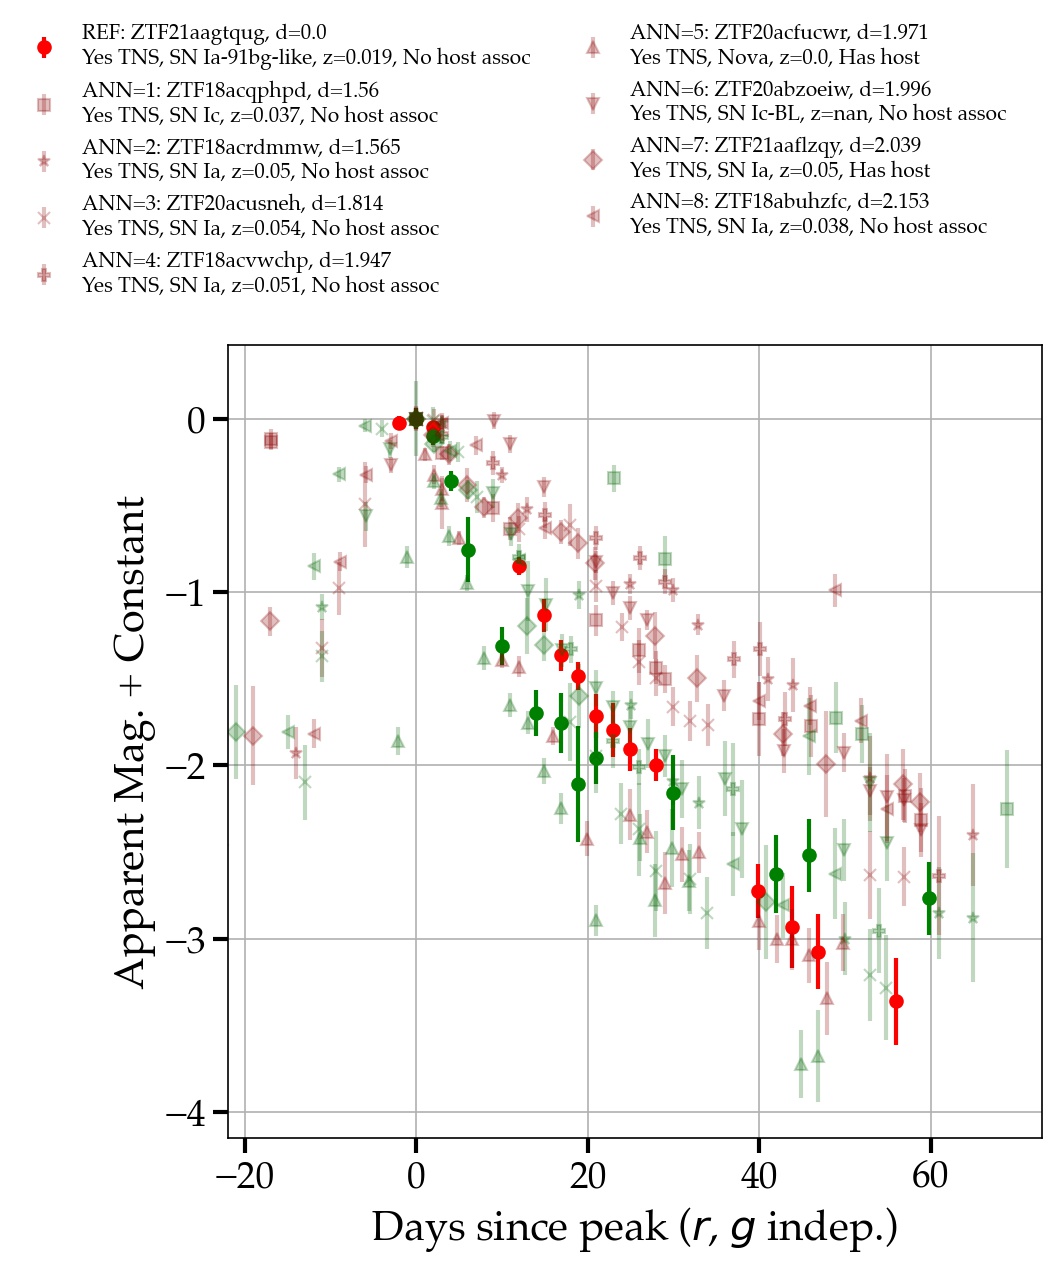 REF: ZTF21aagtqug, d=0.0
Yes TNS, SN Ia-91bg-like, z=0.019, No host assoc
ANN=1: ZTF18acqphpd, d=1.56
Yes TNS, SN Ic, z=0.037, No host assoc
ANN=2: ZTF18acrdmmw, d=1.565
Yes TNS, SN Ia, z=0.05, No host assoc
ANN=3: ZTF20acusneh, d=1.814
Yes TNS, SN Ia, z=0.054, No host assoc
ANN=4: ZTF18acvwchp, d=1.947
Yes TNS, SN Ia, z=0.051, No host assoc
ANN=5: ZTF20acfucwr, d=1.971
Yes TNS, Nova, z=0.0, Has host
ANN=6: ZTF20abzoeiw, d=1.996
Yes TNS, SN Ic-BL, z=nan, No host assoc
ANN=7: ZTF21aaflzqy, d=2.039
Yes TNS, SN Ia, z=0.05, Has host
ANN=8: ZTF18abuhzfc, d=2.153
Yes TNS, SN Ia, z=0.038, No host assoc
Apparent Mag. + Constant
0
−1
−2
−3
−4
−20
0
20
40
60
Days since peak (r, g indep.)